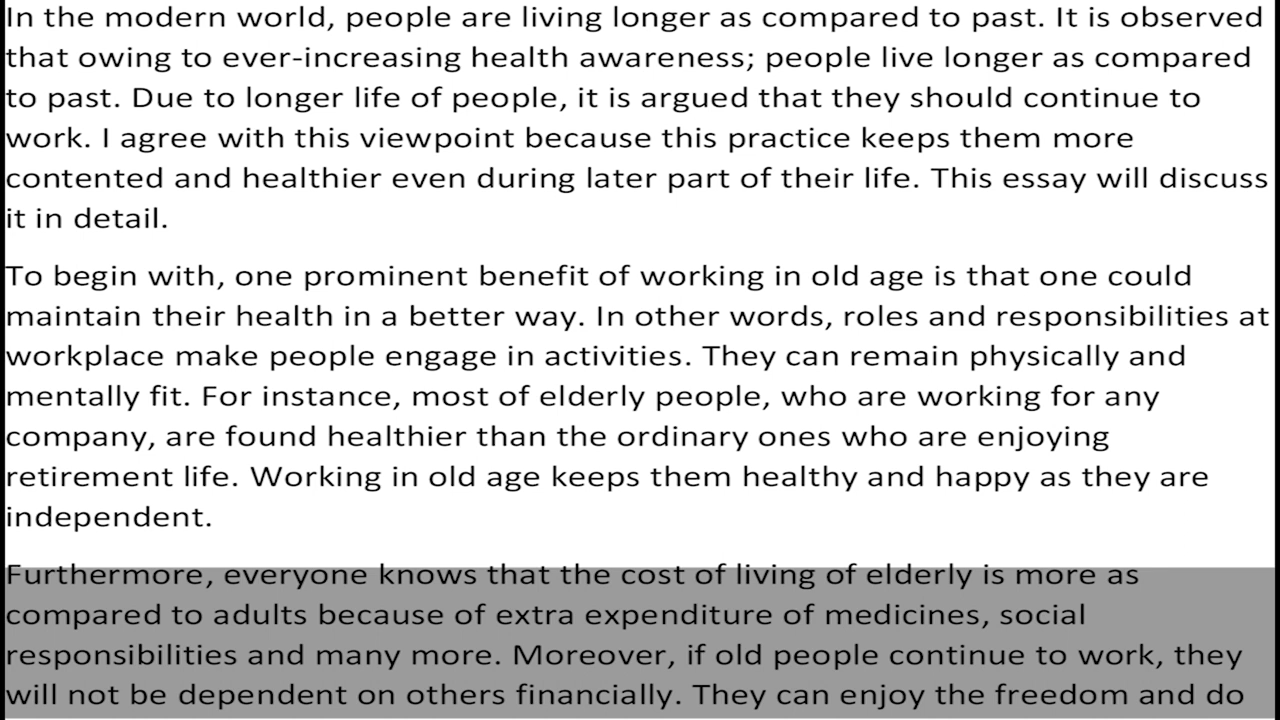 In the modern world, people are living longer as compared to past. It is observed
that owing to ever-increasing health awareness; people live longer as compared
to past. Due to longer life of people, it is argued that they should continue to
work. I agree with this viewpoint because this practice keeps them more
contented and healthier even during later part of their life. This essay will discuss
it in detail.
To begin with, one prominent benefit of working in old age is that one could
maintain their health in a better way. In other words, roles and responsibilities at
workplace make people engage in activities. They can remain physically and
mentally fit. For instance, most of elderly people, who are working for any
company, are found healthier than the ordinary ones who are enjoying
retirement life. Working in old age keeps them healthy and happy as they are
independent.
Furthermore, everyone knows that the cost of living of elderly is more as
compared to adults because of extra expenditure of medicines, social
responsibilities and many more. Moreover, if old people continue to work, they
will not be dependent on others financially. They can enjoy the freedom and do